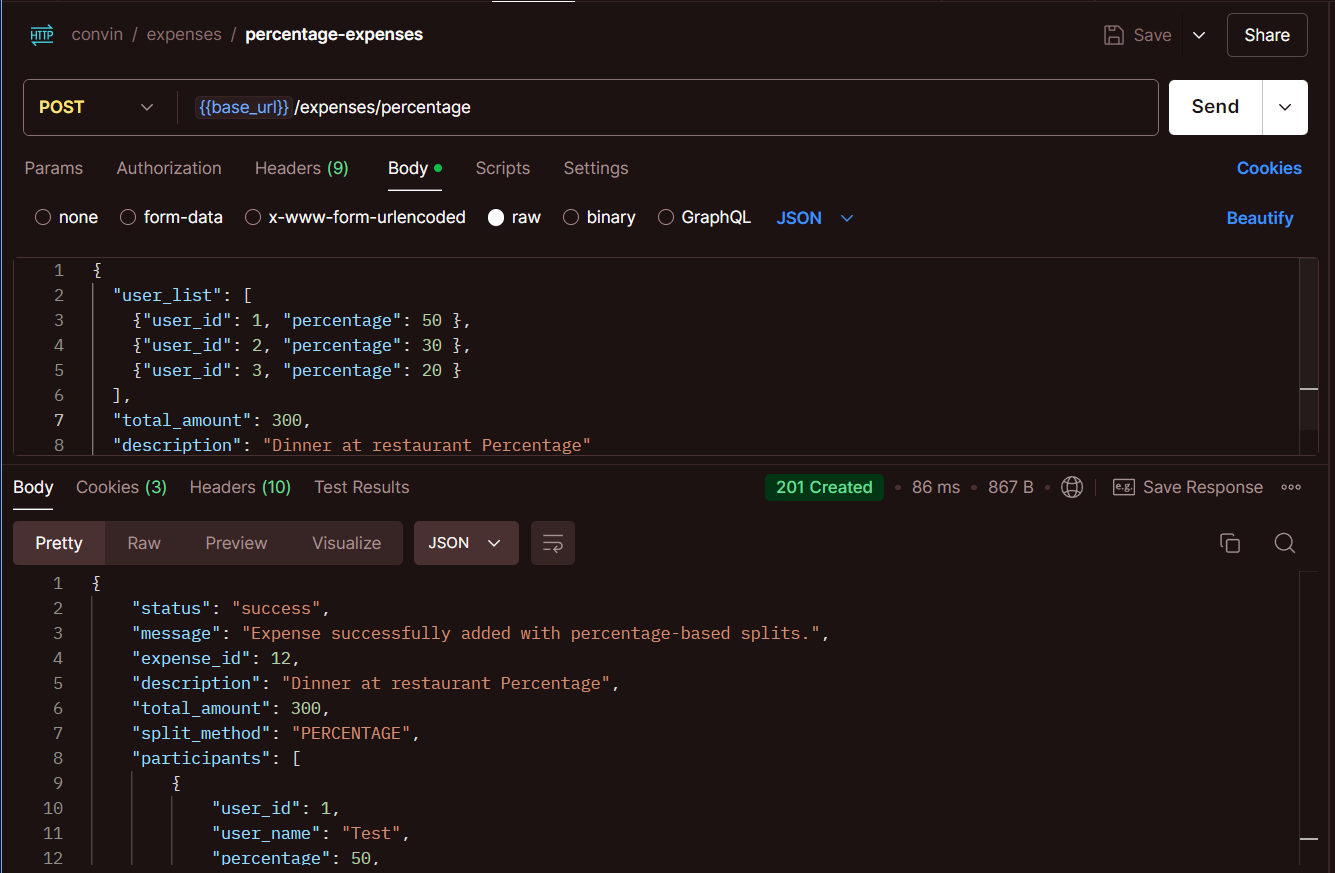 HTTP convin / expenses / percentage-expenses Save Share
POST {{base_url}} /expenses/percentage Send
Params Authorization Headers (9) Body Scripts Settings Cookies
none form-data x-www-form-urlencoded raw binary GraphQL JSON Beautify
1 {
2 "user_list": [
3 {"user_id": 1, "percentage": 50 },
4 {"user_id": 2, "percentage": 30 },
5 {"user_id": 3, "percentage": 20 }
6 ],
7 "total_amount": 300,
8 "description": "Dinner at restaurant Percentage"
Body Cookies (3) Headers (10) Test Results 201 Created 86 ms 867 B e.g. Save Response
Pretty Raw Preview Visualize JSON
1 {
2 "status": "success",
3 "message": "Expense successfully added with percentage-based splits.",
4 "expense_id": 12,
5 "description": "Dinner at restaurant Percentage",
6 "total_amount": 300,
7 "split_method": "PERCENTAGE",
8 "participants": [
9 {
10 "user_id": 1,
11 "user_name": "Test",
12 "percentage": 50,